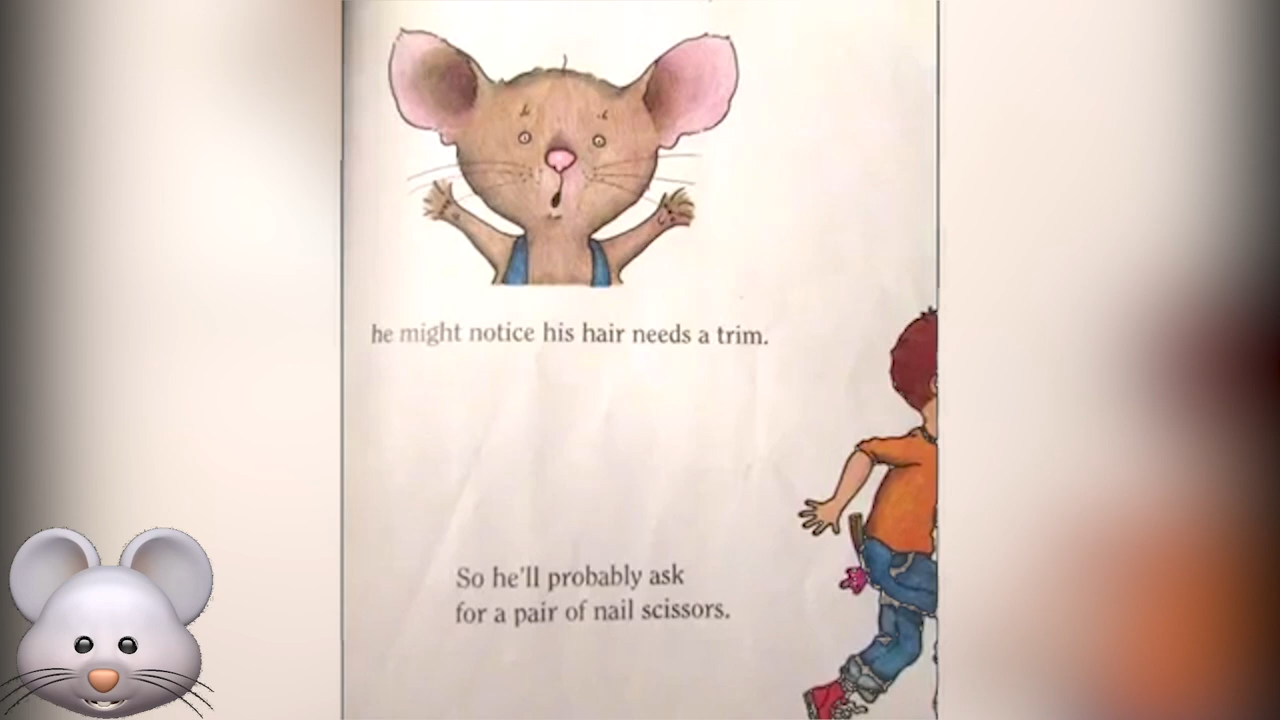 he might notice his hair needs a trim.
So he'll probably ask
for a pair of nail scissors.